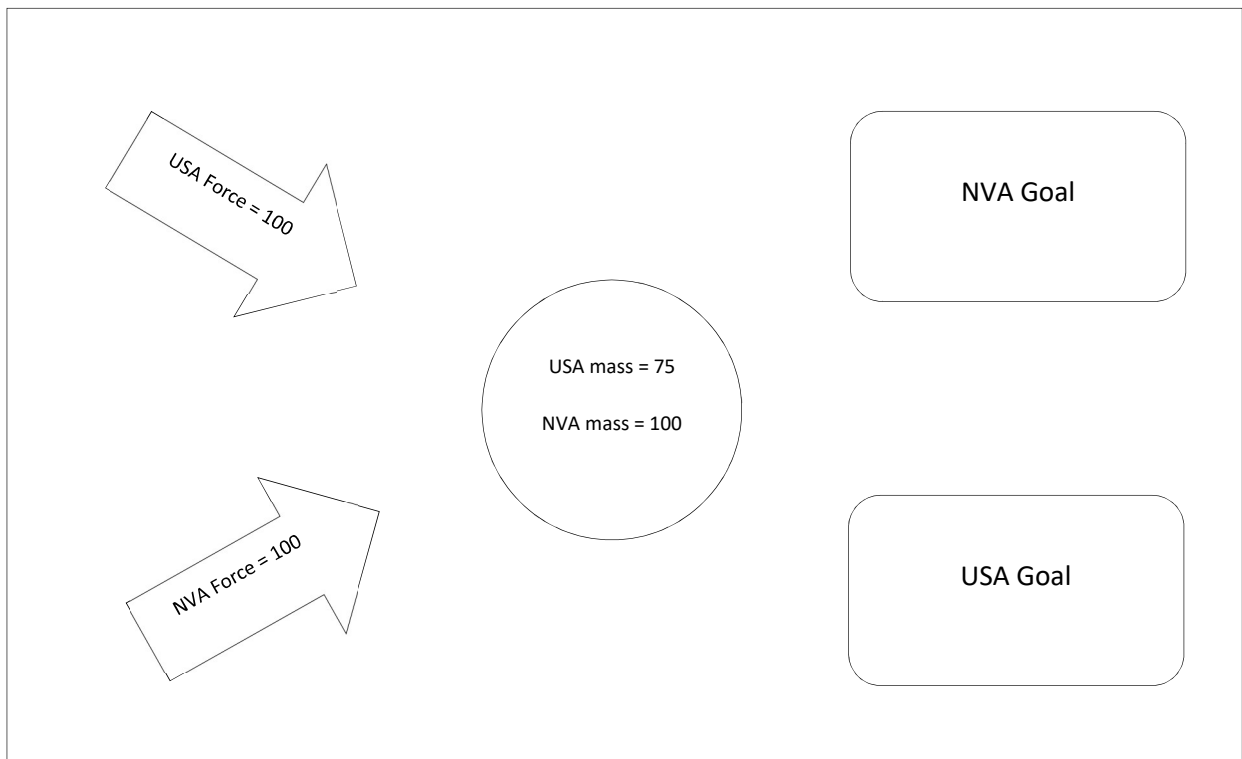 USA Force = 100
NVA Goal
USA mass = 75
NVA mass = 100
NVA Force = 100
USA Goal